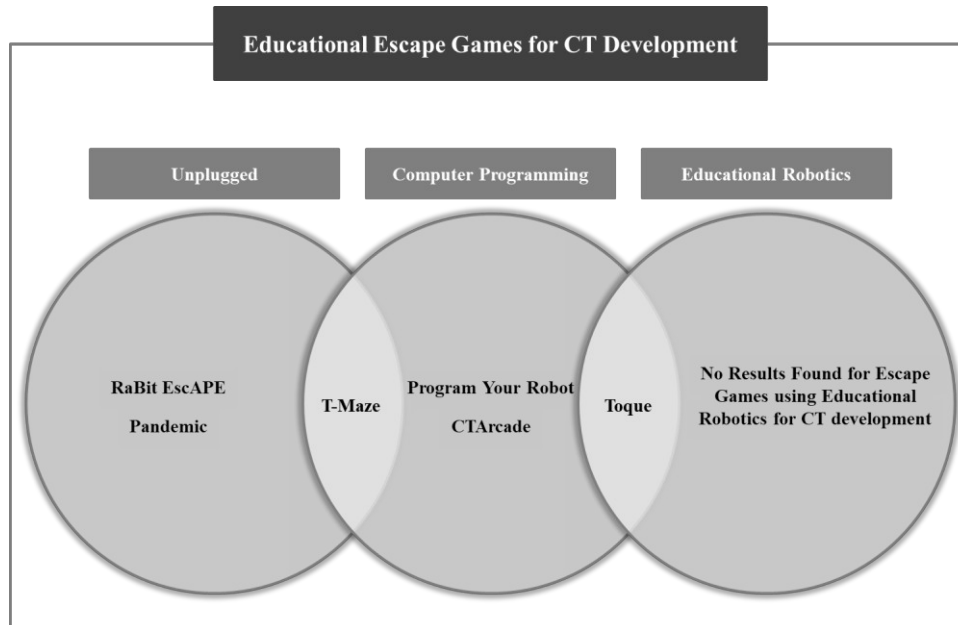 Educational Escape Games for CT Development
Unplugged
Computer Programming
Educational Robotics
RaBit EscAPE
Pandemic
T-Maze
Program Your Robot
CTArcade
Toque
No Results Found for Escape
Games using Educational
Robotics for CT development